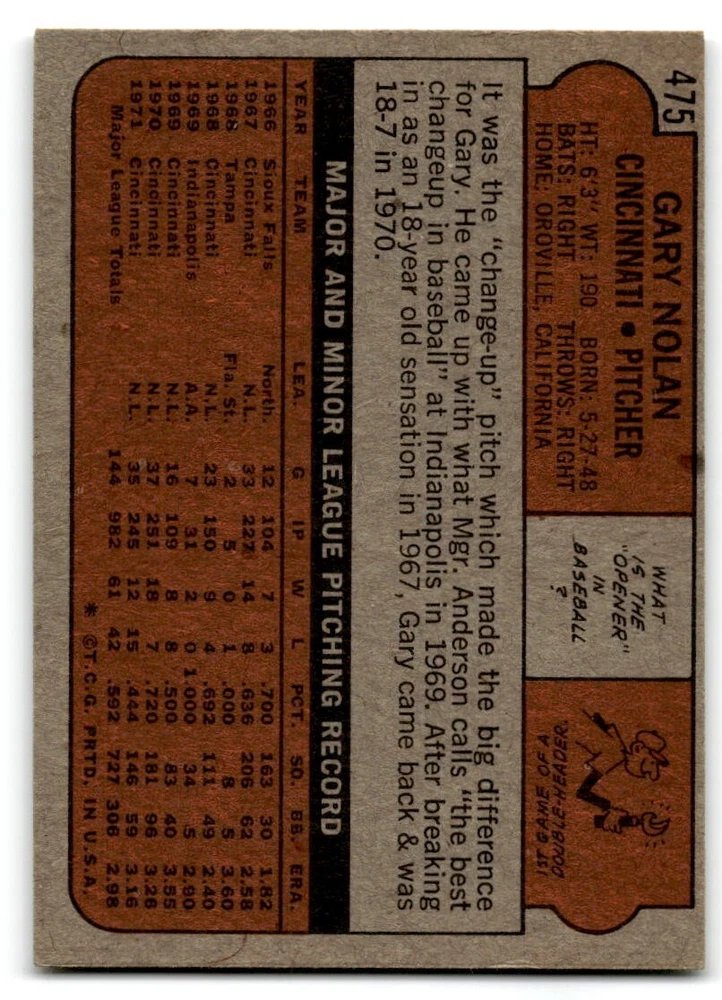 475
GARY NOLAN
CINCINNATI • PITCHER
HT: 6'3" WT: 190 BORN: 5-27-48
BATS: RIGHT THROWS: RIGHT
HOME: OROVILLE, CALIFORNIA
WHAT
IS THE
"OPENER"
IN
BASEBALL
?
1ST GAME OF A
DOUBLE-HEADER.
It was the "change-up" pitch which made the big difference
for Gary. He came up with what Mgr. Anderson calls "the best
changeup in baseball" at Indianapolis in 1969. After breaking
in as an 18-year old sensation in 1967, Gary came back & was
18-7 in 1970.
MAJOR AND MINOR LEAGUE PITCHING RECORD
YEAR TEAM LEA. G IP W L PCT. SO. BB. ERA.
1966 Sioux Falls North. 12 104 7 3 .700 163 30 1.82
1967 Cincinnati N.L. 33 227 14 8 .636 206 62 2.58
1968 Tampa Fla. St. 2 5 0 1 .000 8 5 3.60
1968 Cincinnati N.L. 23 150 9 4 .692 111 49 2.40
1969 Indianapolis A.A. 7 31 2 0 1.000 34 5 2.90
1969 Cincinnati N.L. 16 109 8 8 .500 83 40 3.55
1970 Cincinnati N.L. 37 251 18 7 .720 181 96 3.26
1971 Cincinnati N.L. 35 245 12 15 .444 146 59 3.16
Major League Totals 144 982 61 42 .592 727 306 2.98
* © T.C.G. PRTD. IN U.S.A.